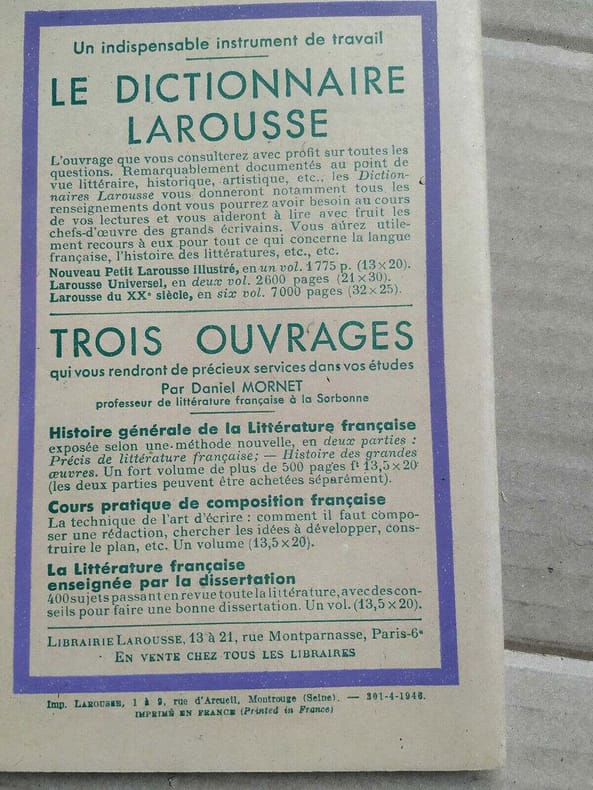 Un indispensable instrument de travail
LE DICTIONNAIRE
LAROUSSE
L'ouvrage que vous consulterez avec profit sur toutes les
questions. Remarquablement documentés au point de
vue littéraire, historique, artistique, etc., les Diction-
naires Larousse vous donneront notamment tous les
renseignements dont vous pourrez avoir besoin au cours
de vos lectures et vous aideront à lire avec fruit les
chefs-d'œuvre des grands écrivains. Vous aurez utile-
ment recours à eux pour tout ce qui concerne la langue
française, l'histoire des littératures, etc., etc.
Nouveau Petit Larousse illustré, en un vol. 1775 p. (13×20).
Larousse Universel, en deux vol. 2600 pages (21×30).
Larousse du XXe siècle, en six vol. 7000 pages (32×25).
TROIS OUVRAGES
qui vous rendront de précieux services dans vos études
Par Daniel MORNET
professeur de littérature française à la Sorbonne
Histoire générale de la Littérature française
exposée selon une méthode nouvelle, en deux parties :
Précis de littérature française; — Histoire des grandes
œuvres. Un fort volume de plus de 500 pages ft 13,5×20
(les deux parties peuvent être achetées séparément).
Cours pratique de composition française
La technique de l'art d'écrire : comment il faut compo-
ser une rédaction, chercher les idées à développer, cons-
truire le plan, etc. Un volume (13,5×20).
La Littérature française
enseignée par la dissertation
400 sujets passant en revue toute la littérature, avec des con-
seils pour faire une bonne dissertation. Un vol. (13,5×20).
LIBRAIRIE LAROUSSE, 13 à 21, rue Montparnasse, Paris-6e
EN VENTE CHEZ TOUS LES LIBRAIRES
Imp. LAROUSSE, 1 à 9, rue d'Arcueil, Montrouge (Seine). — 301-4-1946.
IMPRIMÉ EN FRANCE (Printed in France)